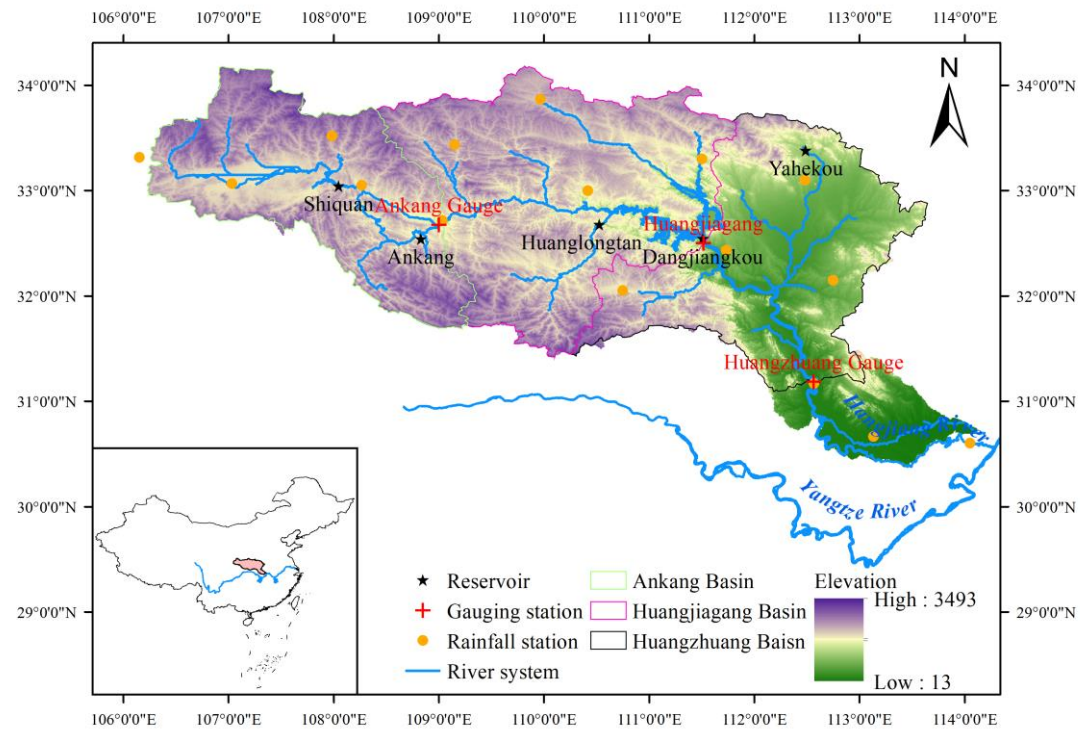 106°0'0"E 107°0'0"E 108°0'0"E 109°0'0"E 110°0'0"E 111°0'0"E 112°0'0"E 113°0'0"E 114°0'0"E
N
34°0'0"N 34°0'0"N
Yahekou
33°0'0"N 33°0'0"N
Shiquan Ankang Gauge
Huangjiagang
Ankang Huanglongtan Dangjiangkou
32°0'0"N 32°0'0"N
Huangzhuang Gauge
31°0'0"N 31°0'0"N
Hangjiang River
Yangtze River
30°0'0"N 30°0'0"N
Reservoir Ankang Basin Elevation
High : 3493
Gauging station Huangjiagang Basin
29°0'0"N 29°0'0"N
Rainfall station Huangzhuang Baisn
River system
Low : 13
106°0'0"E 107°0'0"E 108°0'0"E 109°0'0"E 110°0'0"E 111°0'0"E 112°0'0"E 113°0'0"E 114°0'0"E